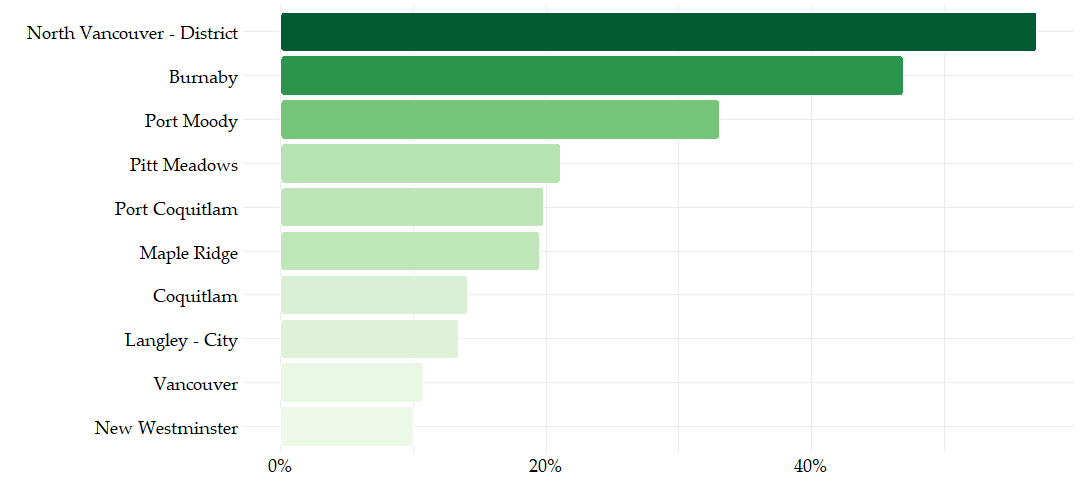 North Vancouver - District
Burnaby
Port Moody
Pitt Meadows
Port Coquitlam
Maple Ridge
Coquitlam
Langley - City
Vancouver
New Westminster
0% 20% 40%